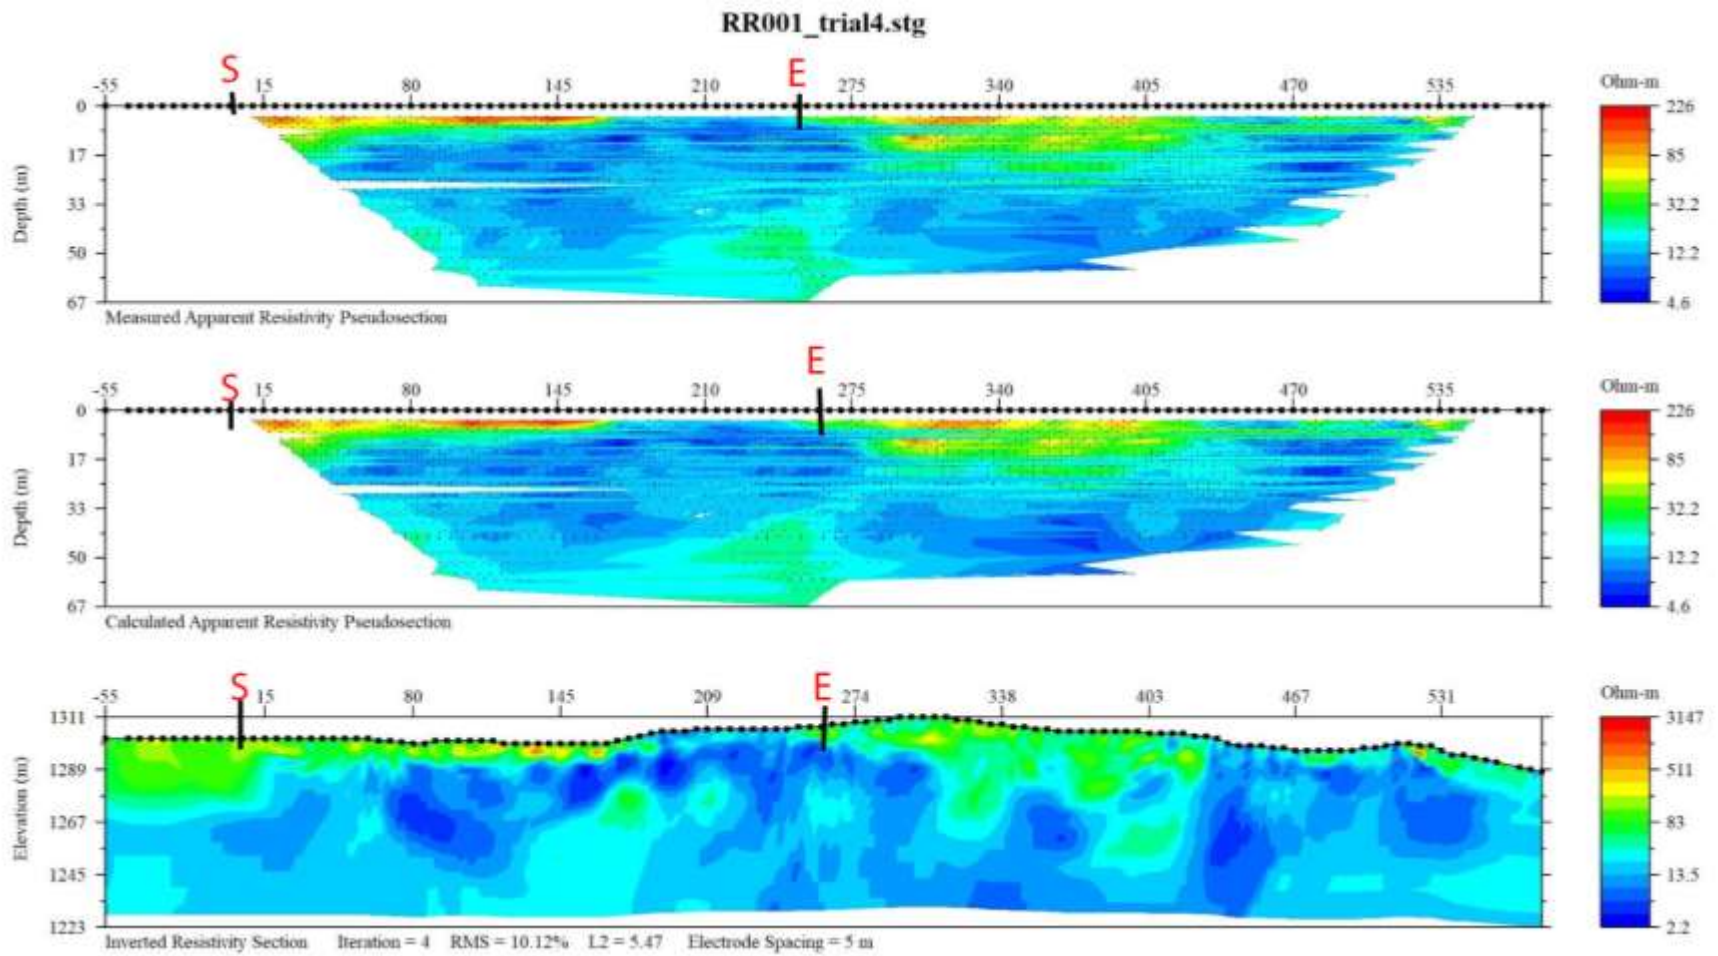 RR001_trial4.stg
S E
-55 15 80 145 210 275 340 405 470 535 Ohm-m
0 226
17 85
33 32.2
50 12.2
67 4.6
Depth (m)
Measured Apparent Resistivity Pseudosection
E
S
-55 15 80 145 210 275 340 405 470 535 Ohm-m
0 226
17 85
33 32.2
50 12.2
67 4.6
Depth (m)
Calculated Apparent Resistivity Pseudosection
S E
-55 15 80 145 209 274 338 403 467 531 Ohm-m
1311 3147
1289 511
1267 83
1245 13.5
1223 2.2
Elevation (m)
Inverted Resistivity Section Iteration = 4 RMS = 10.12% L2 = 5.47 Electrode Spacing = 5 m